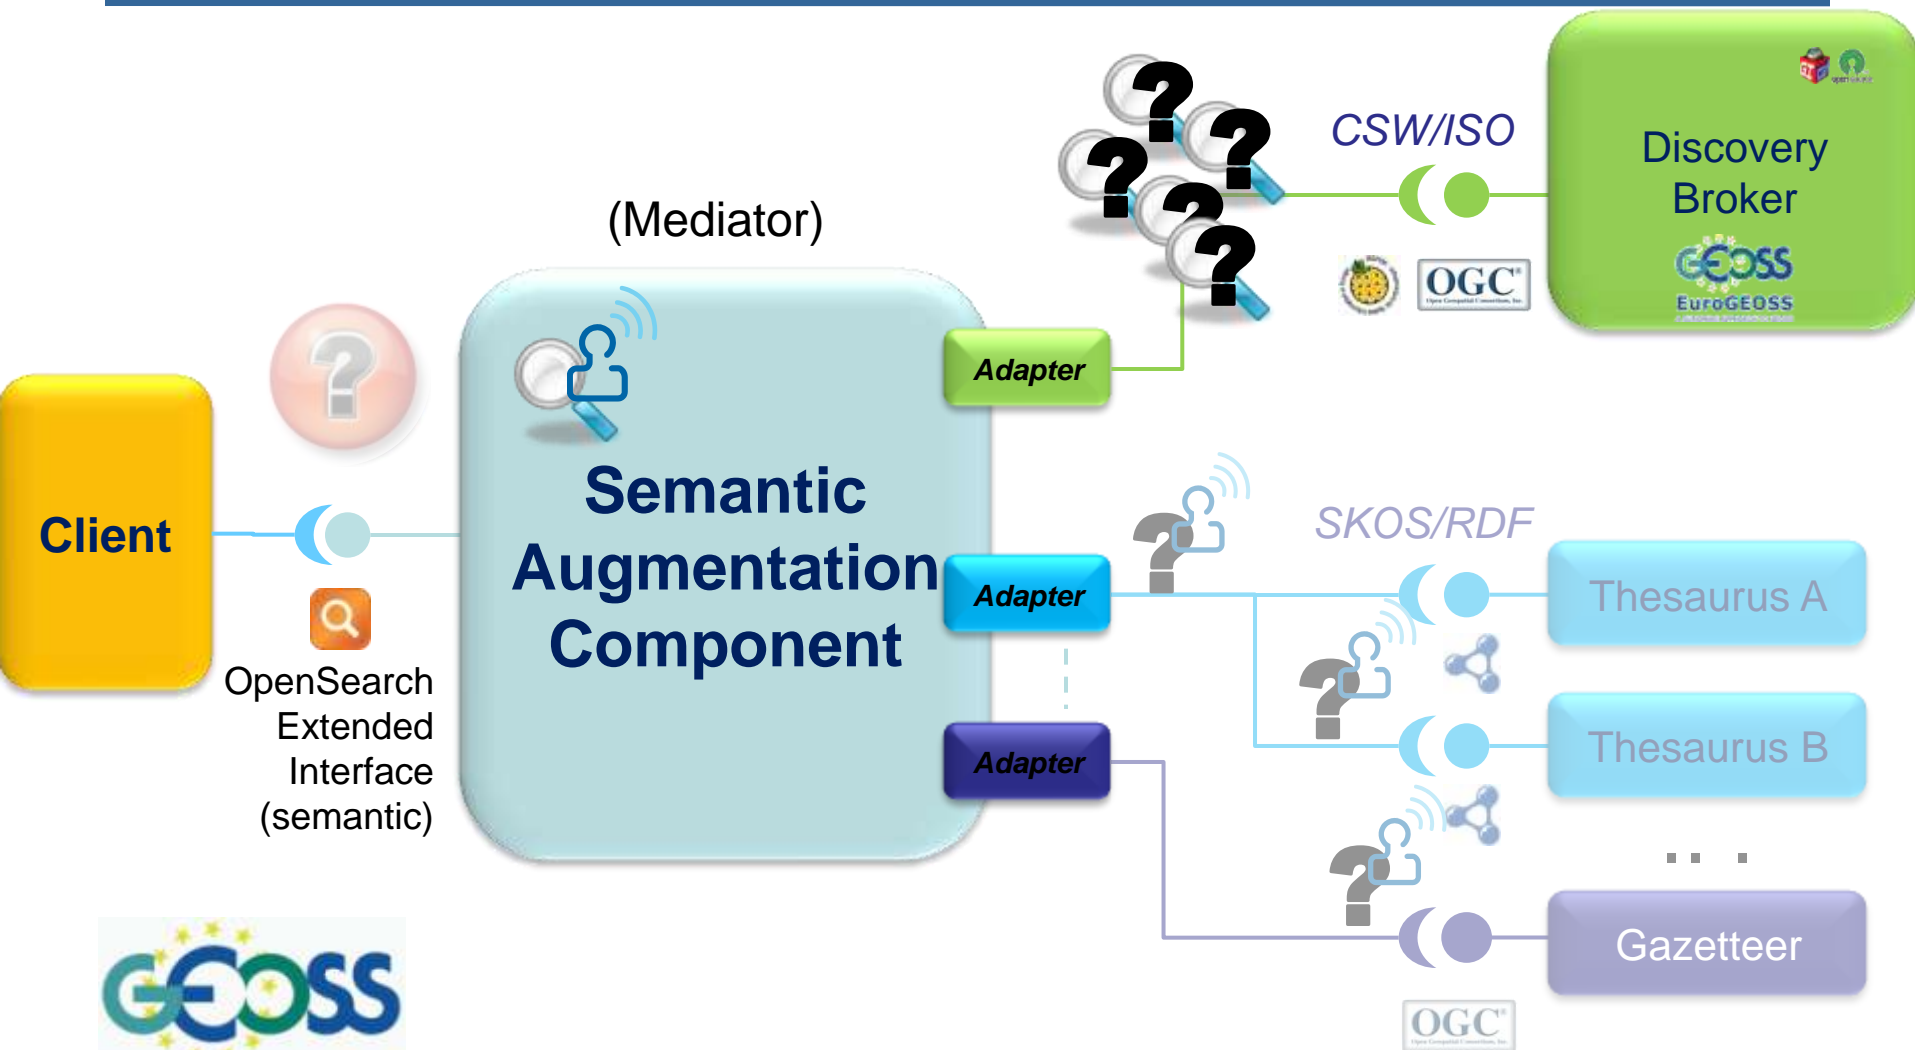 CSW/ISO
Discovery
Broker
GEOSS
EuroGEOSS
OGC
(Mediator)
Adapter
Client
Semantic
Augmentation
Component
OpenSearch
Extended
Interface
(semantic)
Adapter
SKOS/RDF
Thesaurus A
Thesaurus B
Adapter
.. .
Gazetteer
OGC
GEOSS